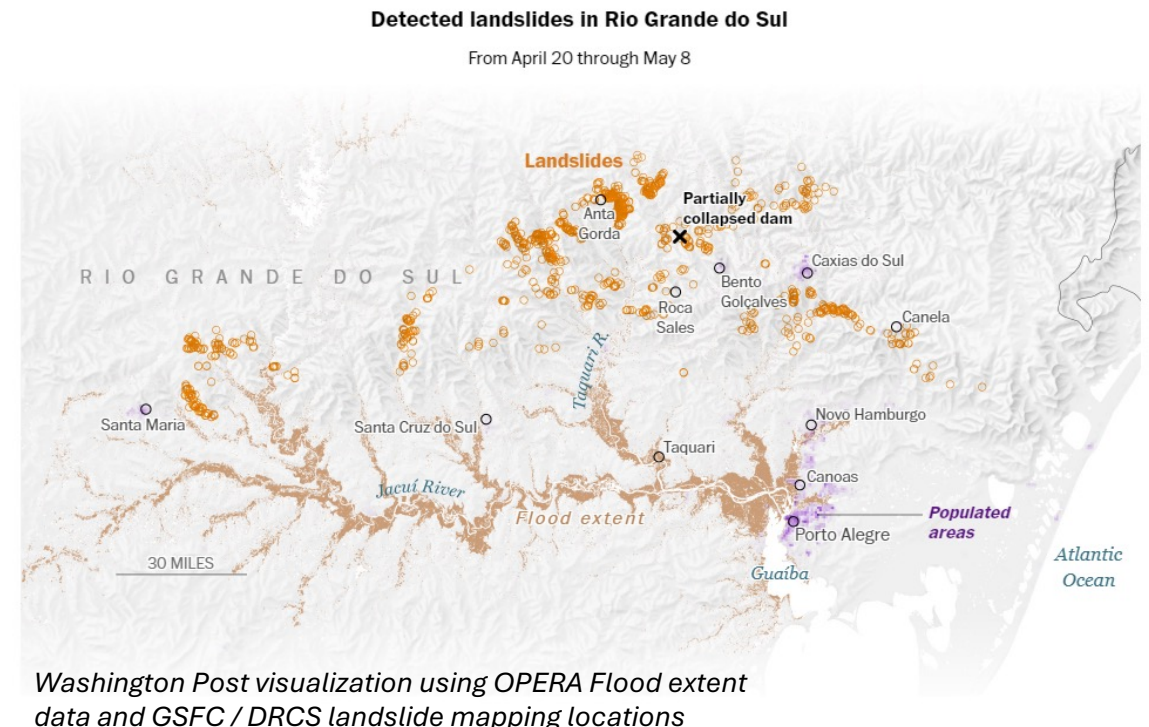 Detected landslides in Rio Grande do Sul
From April 20 through May 8
Landslides
Partially
collapsed dam
Anta
Gorda
RIO GRANDE DO SUL
Caxias do Sul
Bento
Golçalves
Roca
Sales
Canela
Taquari R.
Santa Maria
Santa Cruz do Sul
Novo Hamburgo
Taquari
Canoas
Jacuí River
Flood extent
Populated
areas
Porto Alegre
30 MILES
Guaíba
Atlantic
Ocean
Washington Post visualization using OPERA Flood extent
data and GSFC / DRCS landslide mapping locations